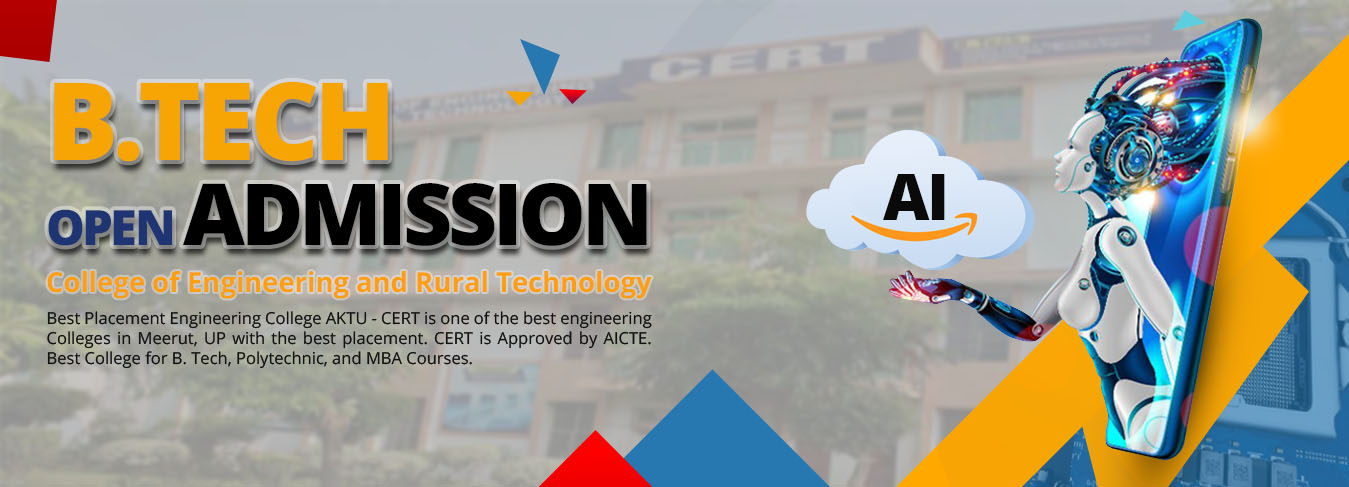 B.TECH
OPEN ADMISSION
College of Engineering and Rural Technology
Best Placement Engineering College AKTU - CERT is one of the best engineering
Colleges in Meerut, UP with the best placement. CERT is Approved by AICTE.
Best College for B. Tech, Polytechnic, and MBA Courses.
CERT
AI